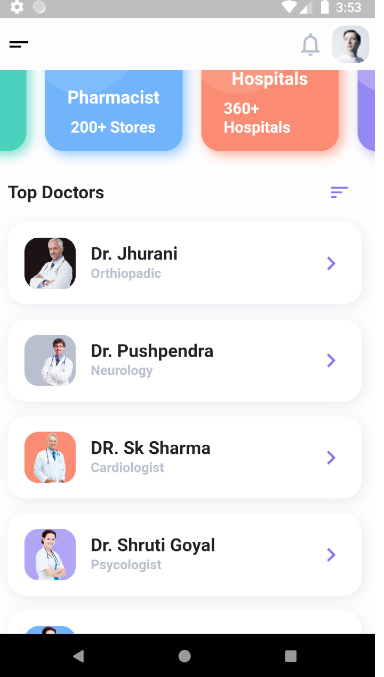 3:53
Hospitals
Pharmacist
360+
Hospitals
200+ Stores
Top Doctors
Dr. Jhurani
Orthiopadic
Dr. Pushpendra
Neurology
DR. Sk Sharma
Cardiologist
Dr. Shruti Goyal
Psycologist